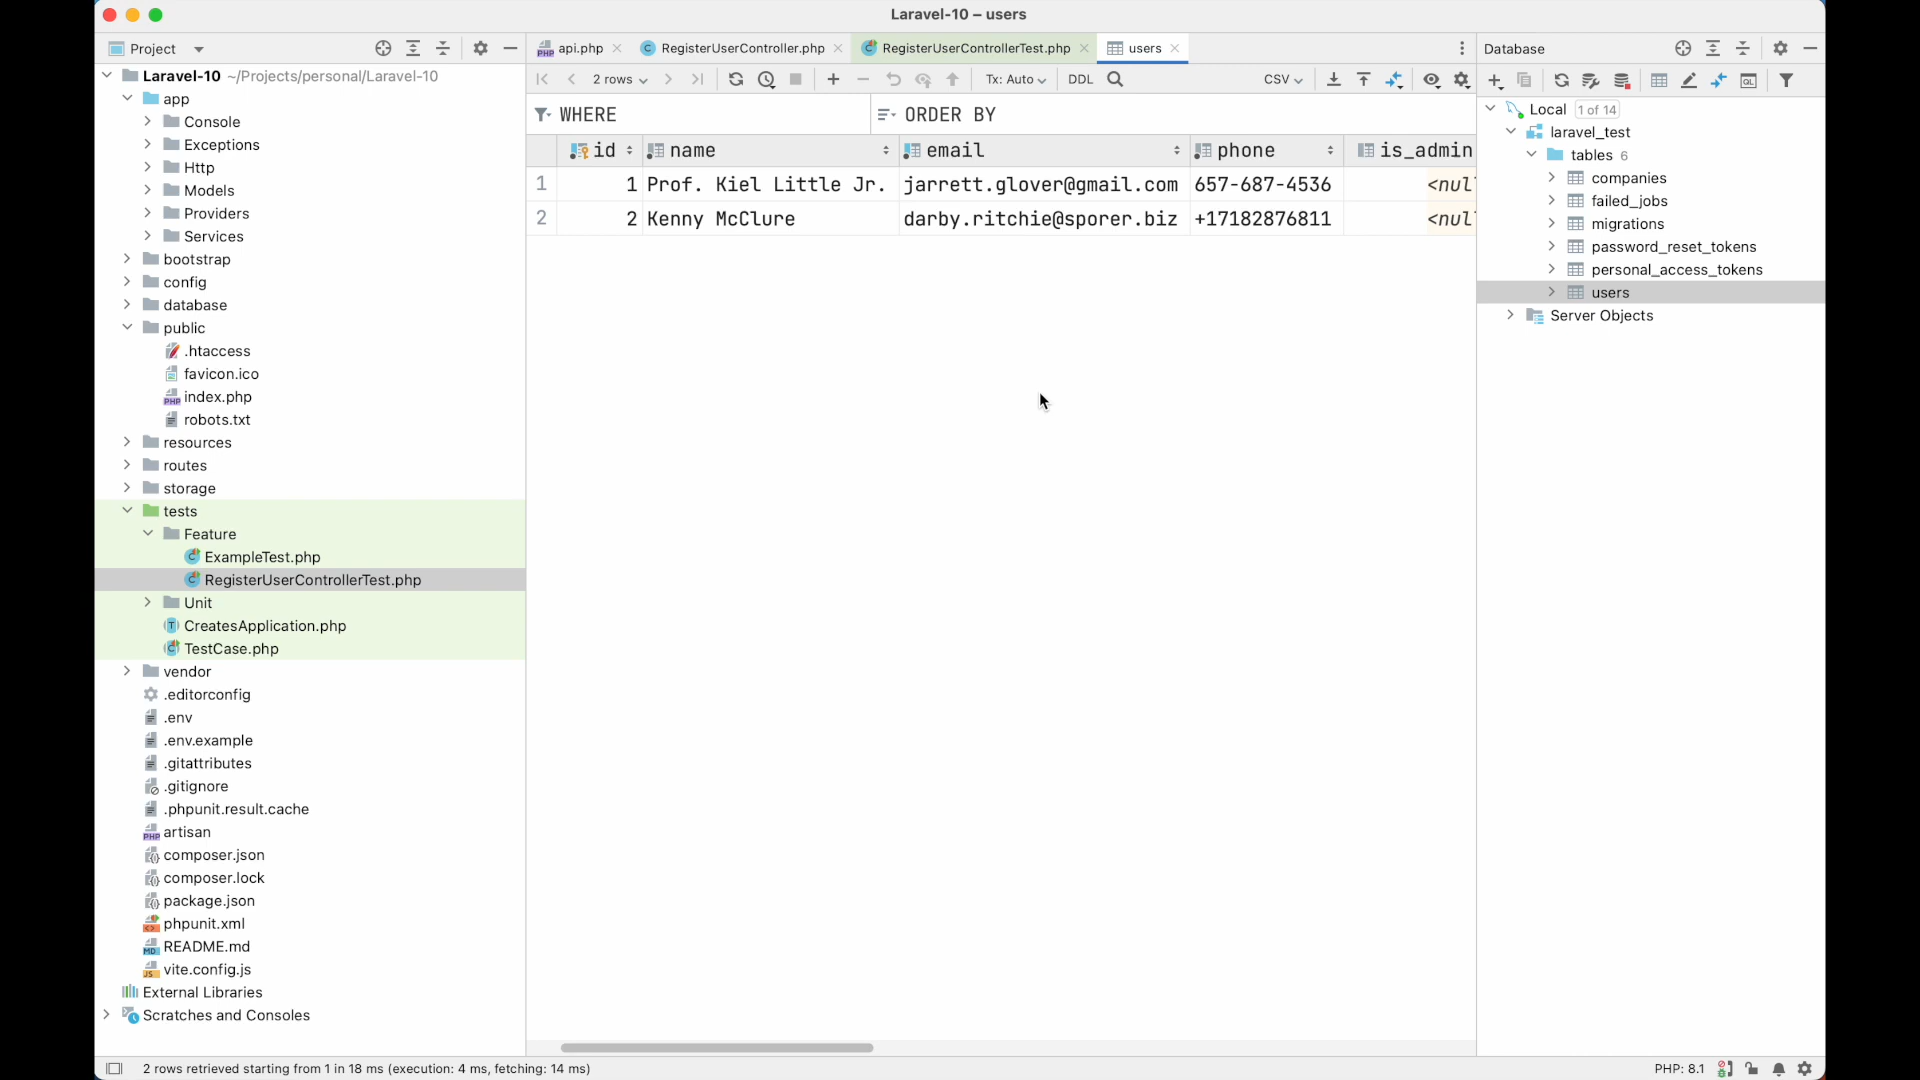 Laravel-10 – users
Project
api.php
RegisterUserController.php
RegisterUserControllerTest.php
users
Database
2 rows
Tx: Auto
DDL
CSV
WHERE
ORDER BY
id
name
email
phone
is_admin
1
1
Prof. Kiel Little Jr.
jarrett.glover@gmail.com
657-687-4536
<nul
2
2
Kenny McClure
darby.ritchie@sporer.biz
+17182876811
<nul
Laravel-10 ~/Projects/personal/Laravel-10
app
Console
Exceptions
Http
Models
Providers
Services
bootstrap
config
database
public
.htaccess
favicon.ico
index.php
robots.txt
resources
routes
storage
tests
Feature
ExampleTest.php
RegisterUserControllerTest.php
Unit
CreatesApplication.php
TestCase.php
vendor
.editorconfig
.env
.env.example
.gitattributes
.gitignore
.phpunit.result.cache
artisan
composer.json
composer.lock
package.json
phpunit.xml
README.md
vite.config.js
External Libraries
Scratches and Consoles
Local 1 of 14
laravel_test
tables 6
companies
failed_jobs
migrations
password_reset_tokens
personal_access_tokens
users
Server Objects
2 rows retrieved starting from 1 in 18 ms (execution: 4 ms, fetching: 14 ms)
PHP: 8.1